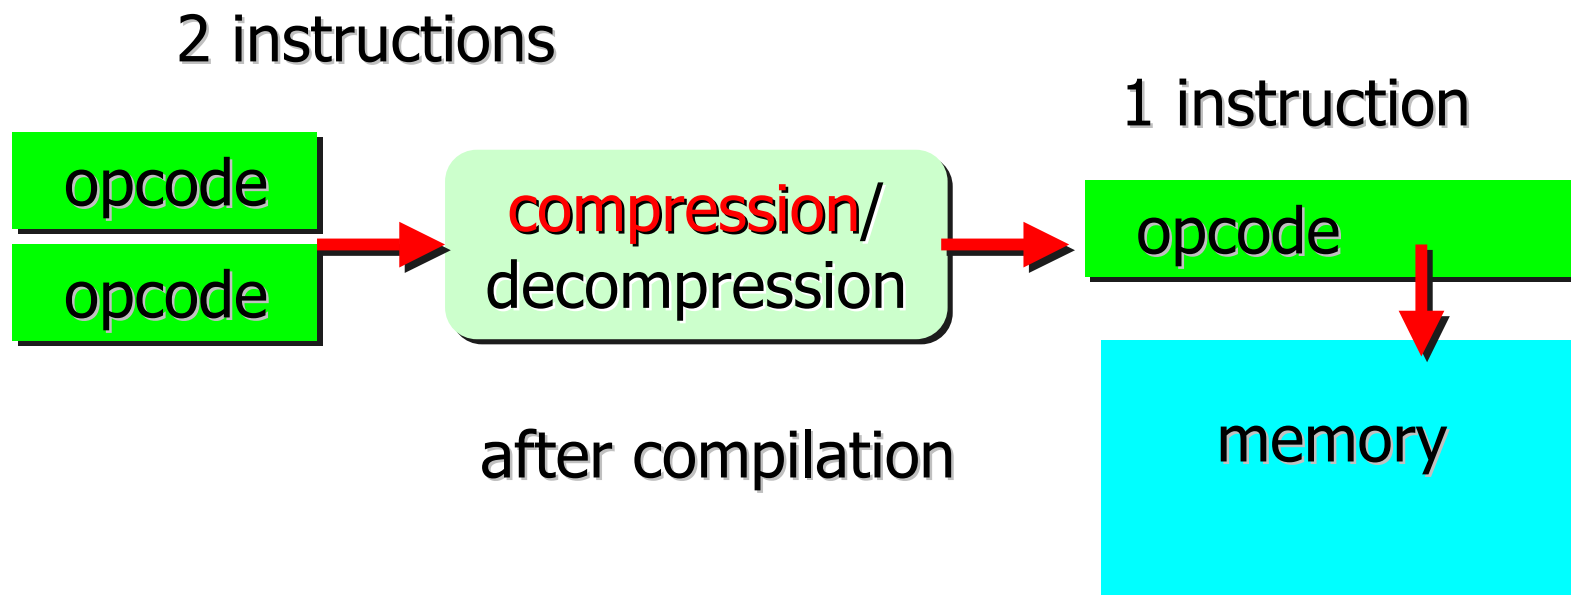 2 instructions
1 instruction
opcode
opcode
compression/
decompression
opcode
after compilation
memory